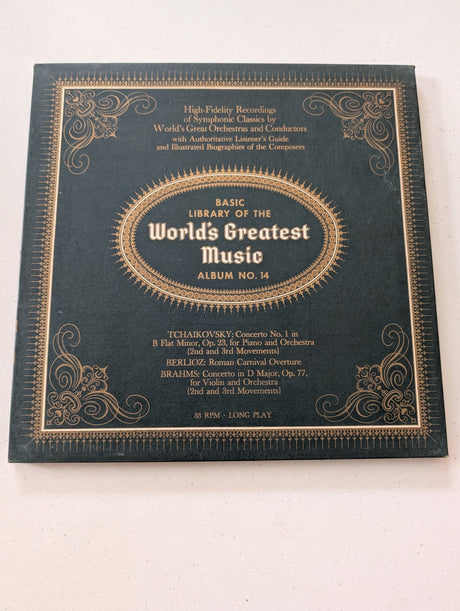 High-Fidelity Recordings
of Symphonic Classics by
World's Great Orchestras and Conductors
with Authoritative Listener's Guide
and Illustrated Biographies of the Composers
BASIC
LIBRARY OF THE
World's Greatest
Music
ALBUM NO. 14
TCHAIKOVSKY: Concerto No. 1 in
B Flat Minor, Op. 23, for Piano and Orchestra
(2nd and 3rd Movements)
BERLIOZ: Roman Carnival Overture
BRAHMS: Concerto in D Major, Op. 77,
for Violin and Orchestra
(2nd and 3rd Movements)
33 RPM - LONG PLAY